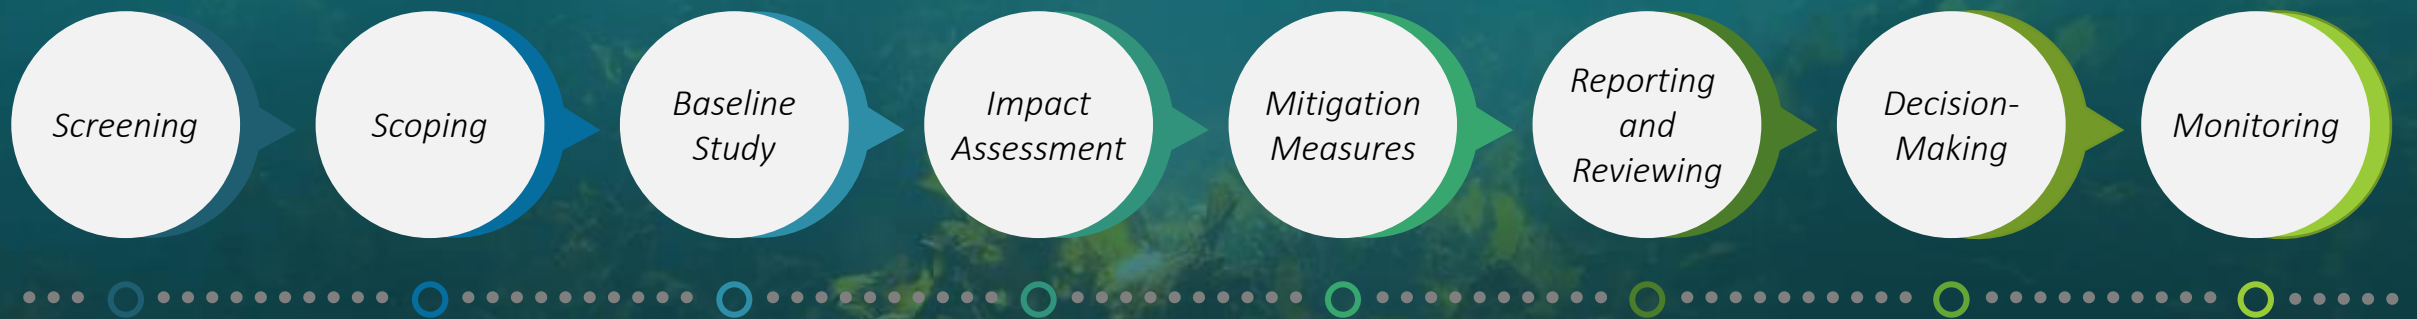 Screening
Scoping
Baseline
Study
Impact
Assessment
Mitigation
Measures
Reporting
and
Reviewing
Decision-
Making
Monitoring